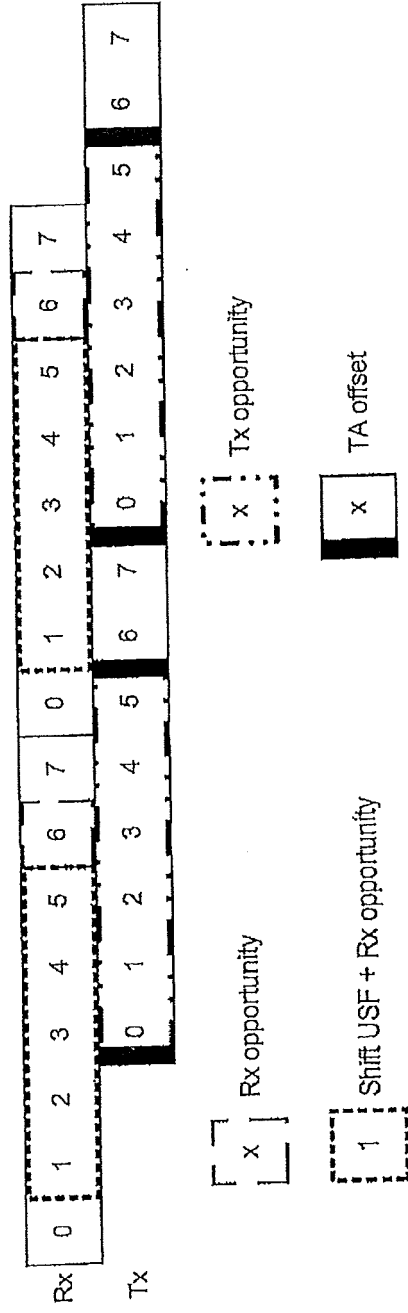 Rx 0 1 2 3 4 5 6 7 0 1 2 3 4 5 6 7
Tx 0 1 2 3 4 5 6 7 0 1 2 3 4 5 6 7
x Rx opportunity
x Tx opportunity
1 Shift USF + Rx opportunity
x TA offset